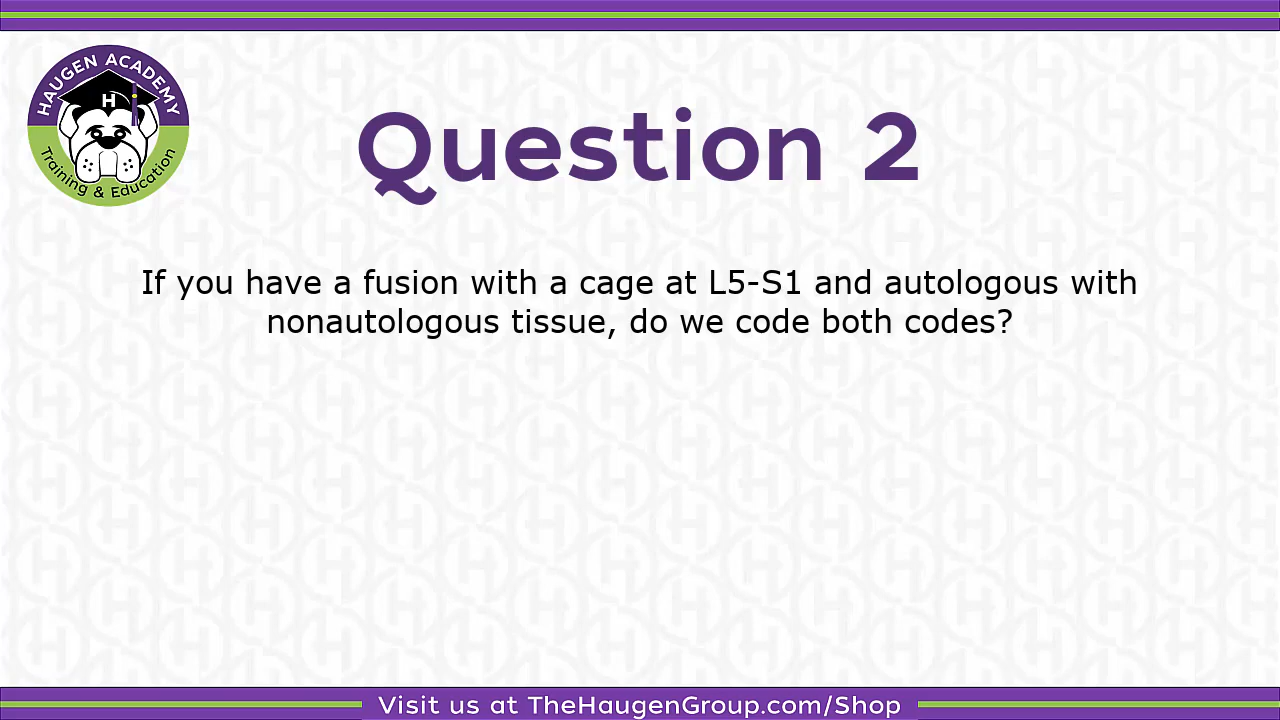 HAUGEN ACADEMY
H
Training & Education
Question 2
If you have a fusion with a cage at L5-S1 and autologous with
nonautologous tissue, do we code both codes?
Visit us at TheHaugenGroup.com/Shop